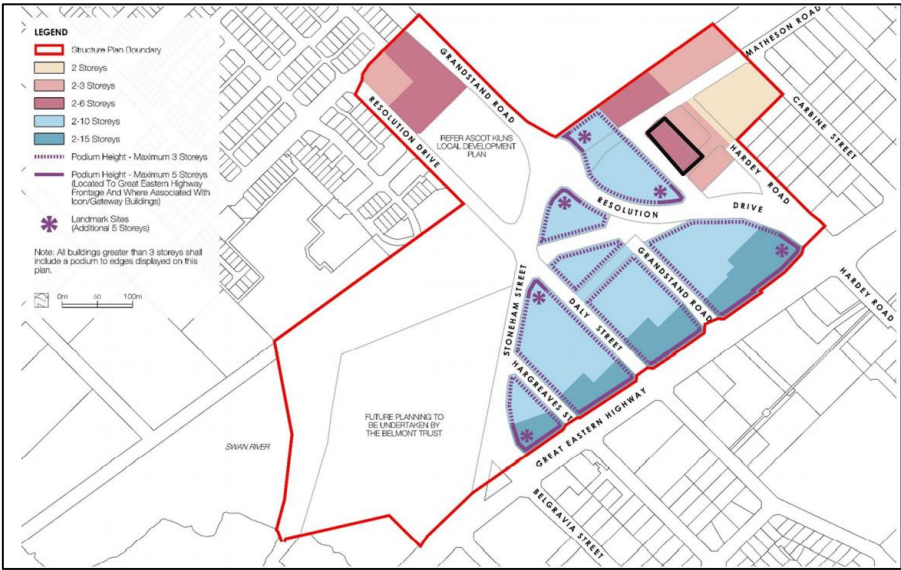 LEGEND
Structure Plan Boundary
2 Storeys
2-3 Storeys
2-6 Storeys
2-10 Storeys
2-15 Storeys
Podium Height - Maximum 3 Storeys
Podium Height - Maximum 5 Storeys
(Located To Great Eastern Highway
Frontage And Where Associated With
Icon/Gateway Buildings)
Landmark Sites
(Additional 5 Storeys)
Note: All buildings greater than 3 storeys shall
include a podium to edges displayed on this
plan.
0m 50 100m
GRANDSTAND ROAD
RESOLUTION DRIVE
REFER ASCOT KILNS
LOCAL DEVELOPMENT
PLAN
MATHESON ROAD
CARBINE STREET
HARDEY ROAD
RESOLUTION DRIVE
GRANDSTAND ROAD
HARDEY ROAD
STONEHAM STREET
DALY STREET
HARGREAVES ST
GREAT EASTERN HIGHWAY
FUTURE PLANNING TO
BE UNDERTAKEN BY
THE BELMONT TRUST
SWAN RIVER
BELGRAVIA STREET